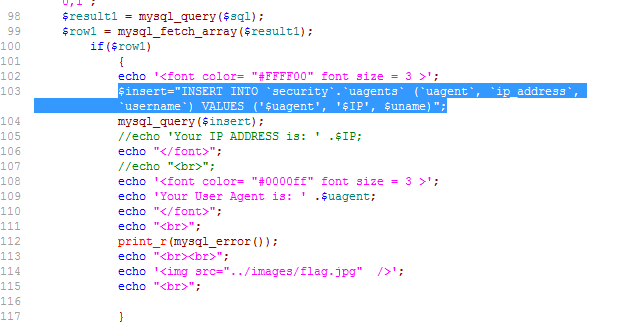 0,1";
98 $result1 = mysql_query($sql);
99 $row1 = mysql_fetch_array($result1);
100 if($row1)
101 {
102 echo '<font color= "#FFFF00" font size = 3 >';
103 $insert="INSERT INTO `security`.`uagents` (`uagent`, `ip_address`,
`username`) VALUES ('$uagent', '$IP', $uname)";
104 mysql_query($insert);
105 //echo 'Your IP ADDRESS is: ' .$IP;
106 echo "</font>";
107 //echo "<br>";
108 echo '<font color= "#0000ff" font size = 3 >';
109 echo 'Your User Agent is: ' .$uagent;
110 echo "</font>";
111 echo "<br>";
112 print_r(mysql_error());
113 echo "<br><br>";
114 echo '<img src="../images/flag.jpg"  />';
115 echo "<br>";
116
117 }